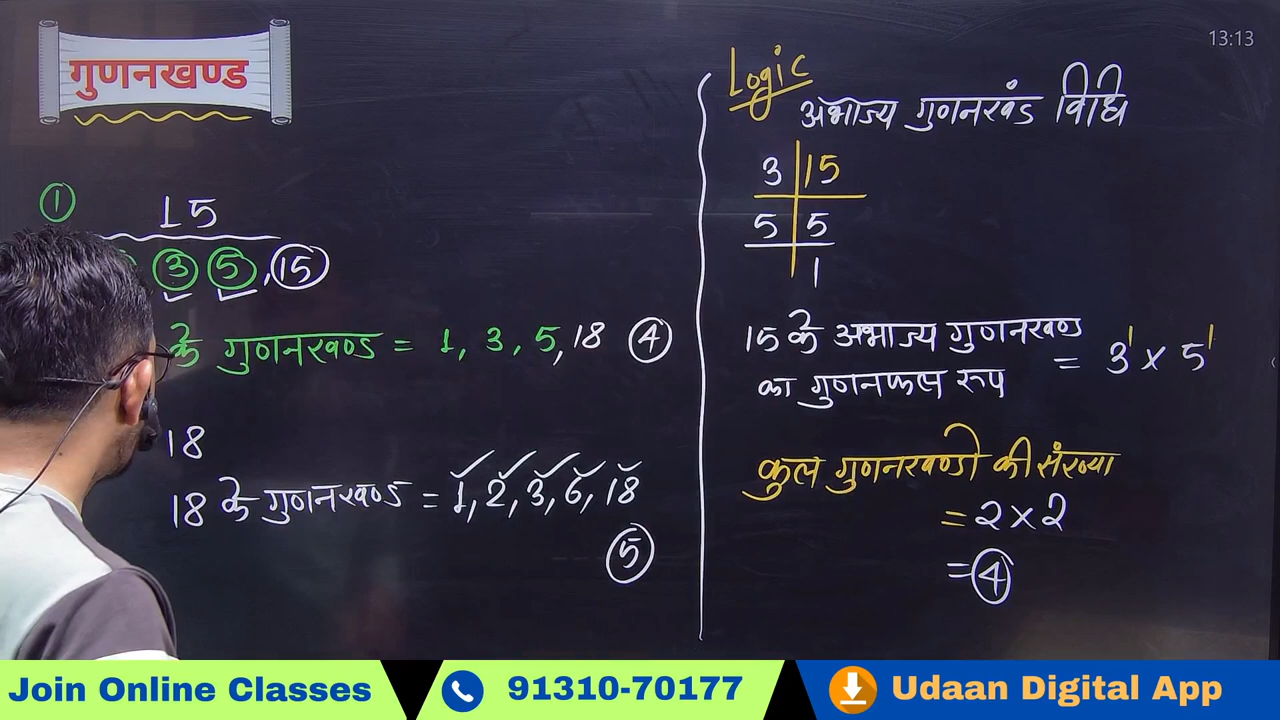 गुणनखण्ड
13:13
1
15
3 5 , 15
के गुणनखण्ड = 1, 3, 5, 18 4
18
18 के गुणनखण्ड = 1, 2, 3, 6, 18
5
Logic
अभाज्य गुणनखंड विधि
3 15
5 5
1
15 के अभाज्य गुणनखण्ड
का गुणनफल रूप = 3¹ × 5¹
कुल गुणनखण्डो की संख्या
= 2 × 2
= 4
Join Online Classes
91310-70177
Udaan Digital App